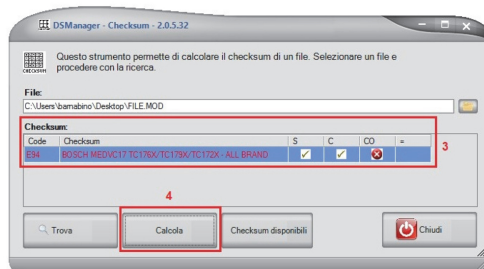 DSManager - Checksum - 2.0.5.32
Questo strumento permette di calcolare il checksum di un file. Selezionare un file e
procedere con la ricerca.
CHECKSUM
File:
C:\Users\bamabino\Desktop\FILE.MOD
Checksum:
Code Checksum S C CO =
E94 BOSCH MEDVC17 TC176X/TC179X/TC172X - ALL BRAND
3
4
Trova Calcola Checksum disponibili Chiudi